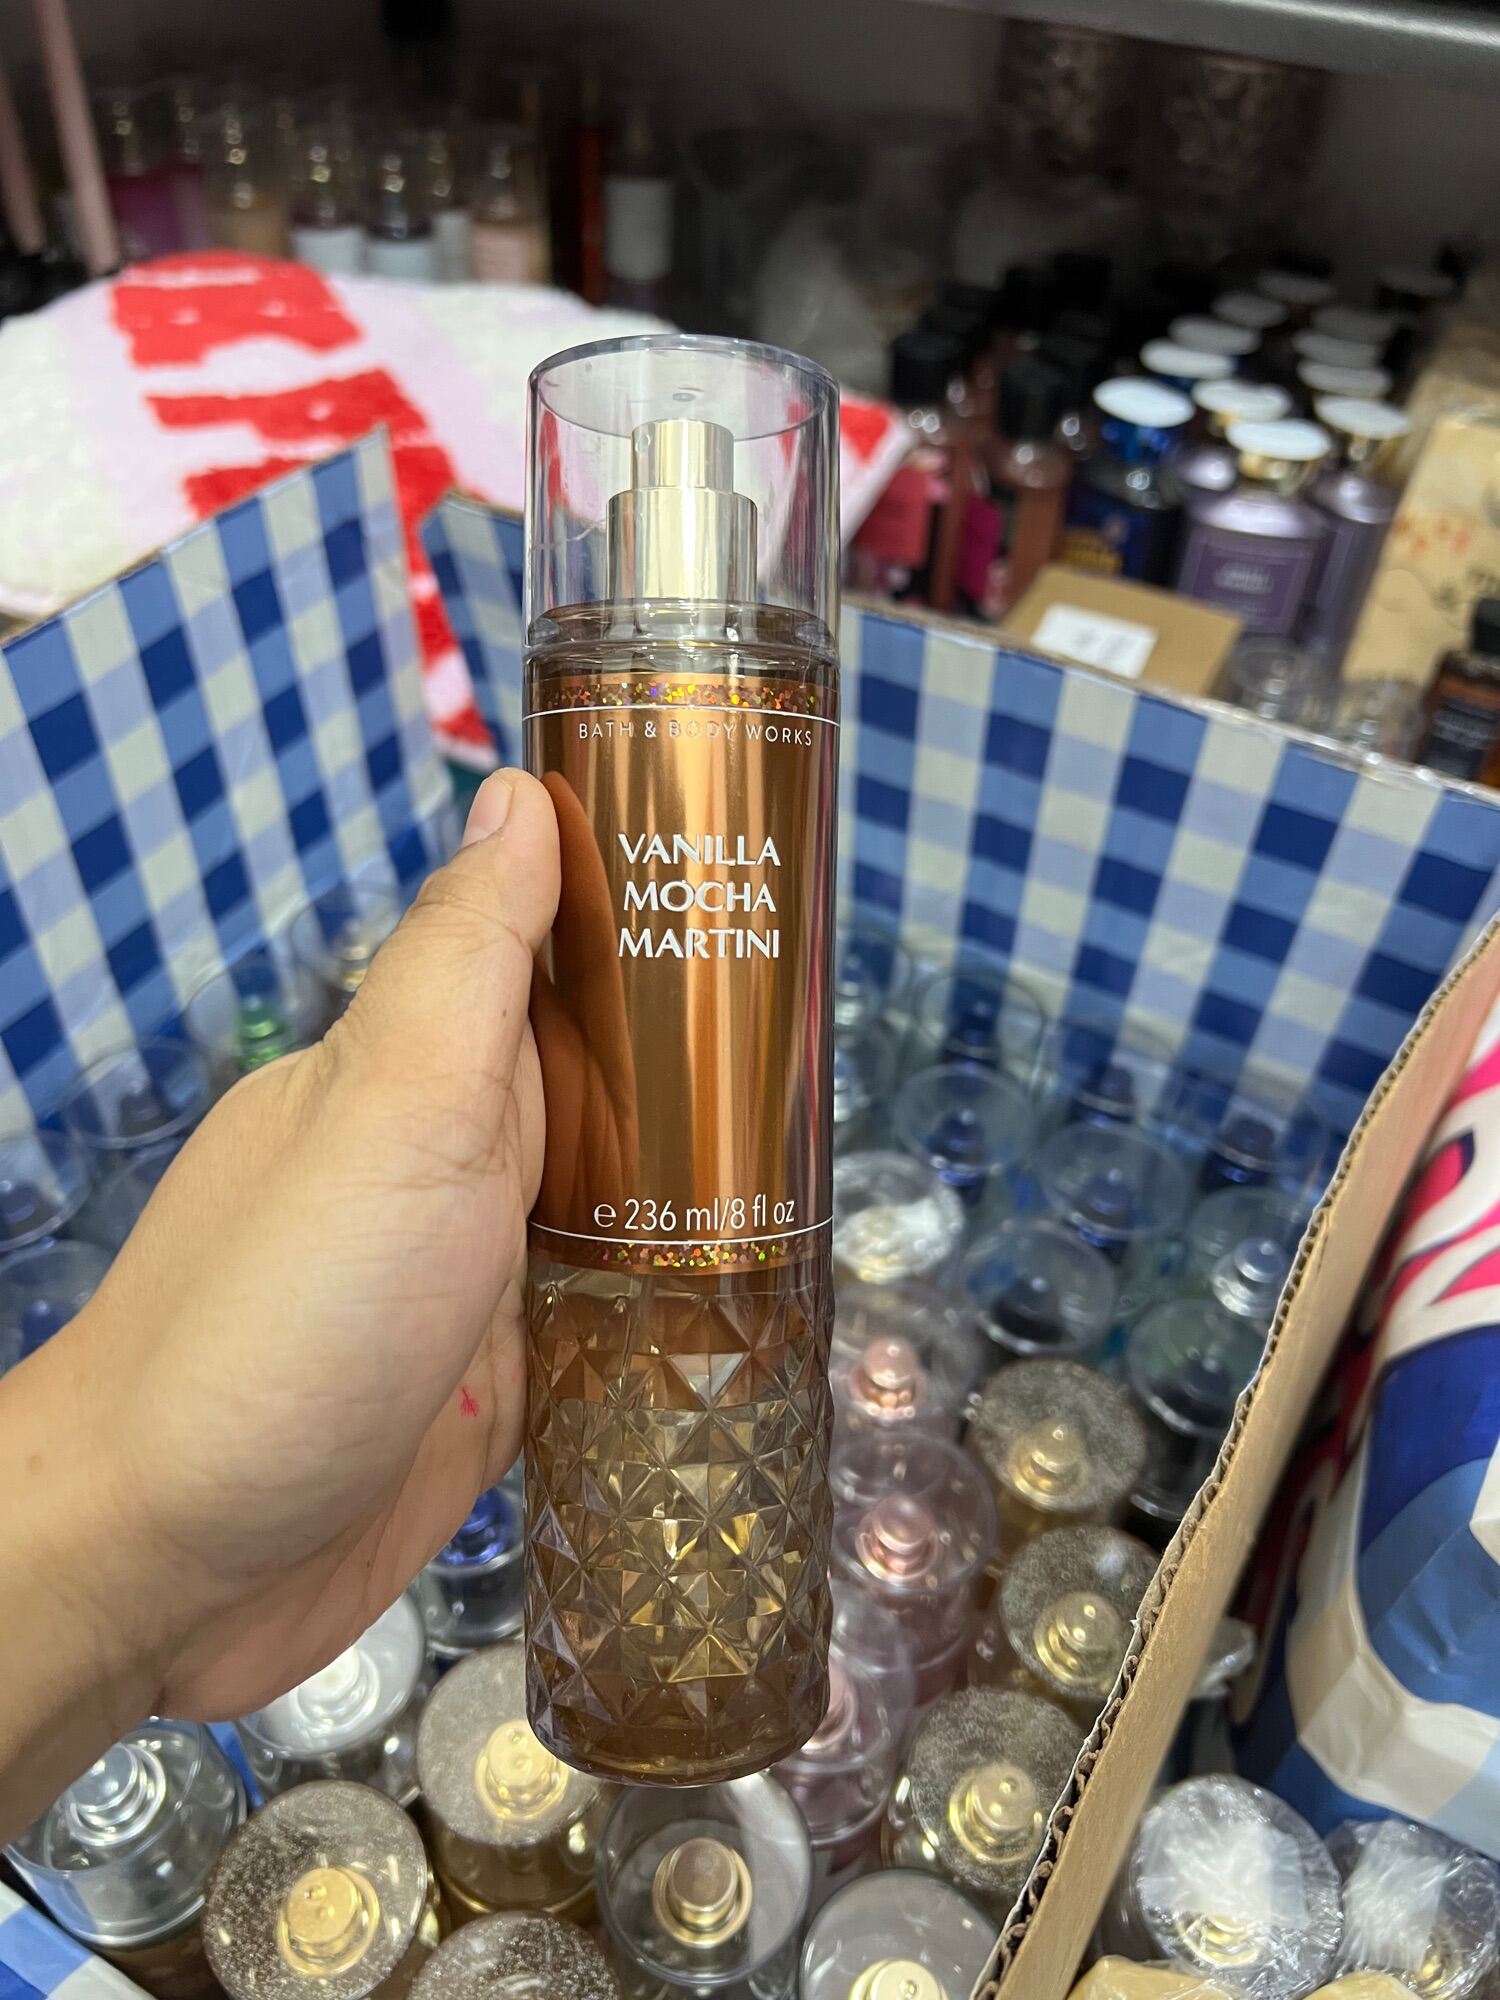 BATH & BODY WORKS
VANILLA
MOCHA
MARTINI
℮ 236 ml/8 fl oz